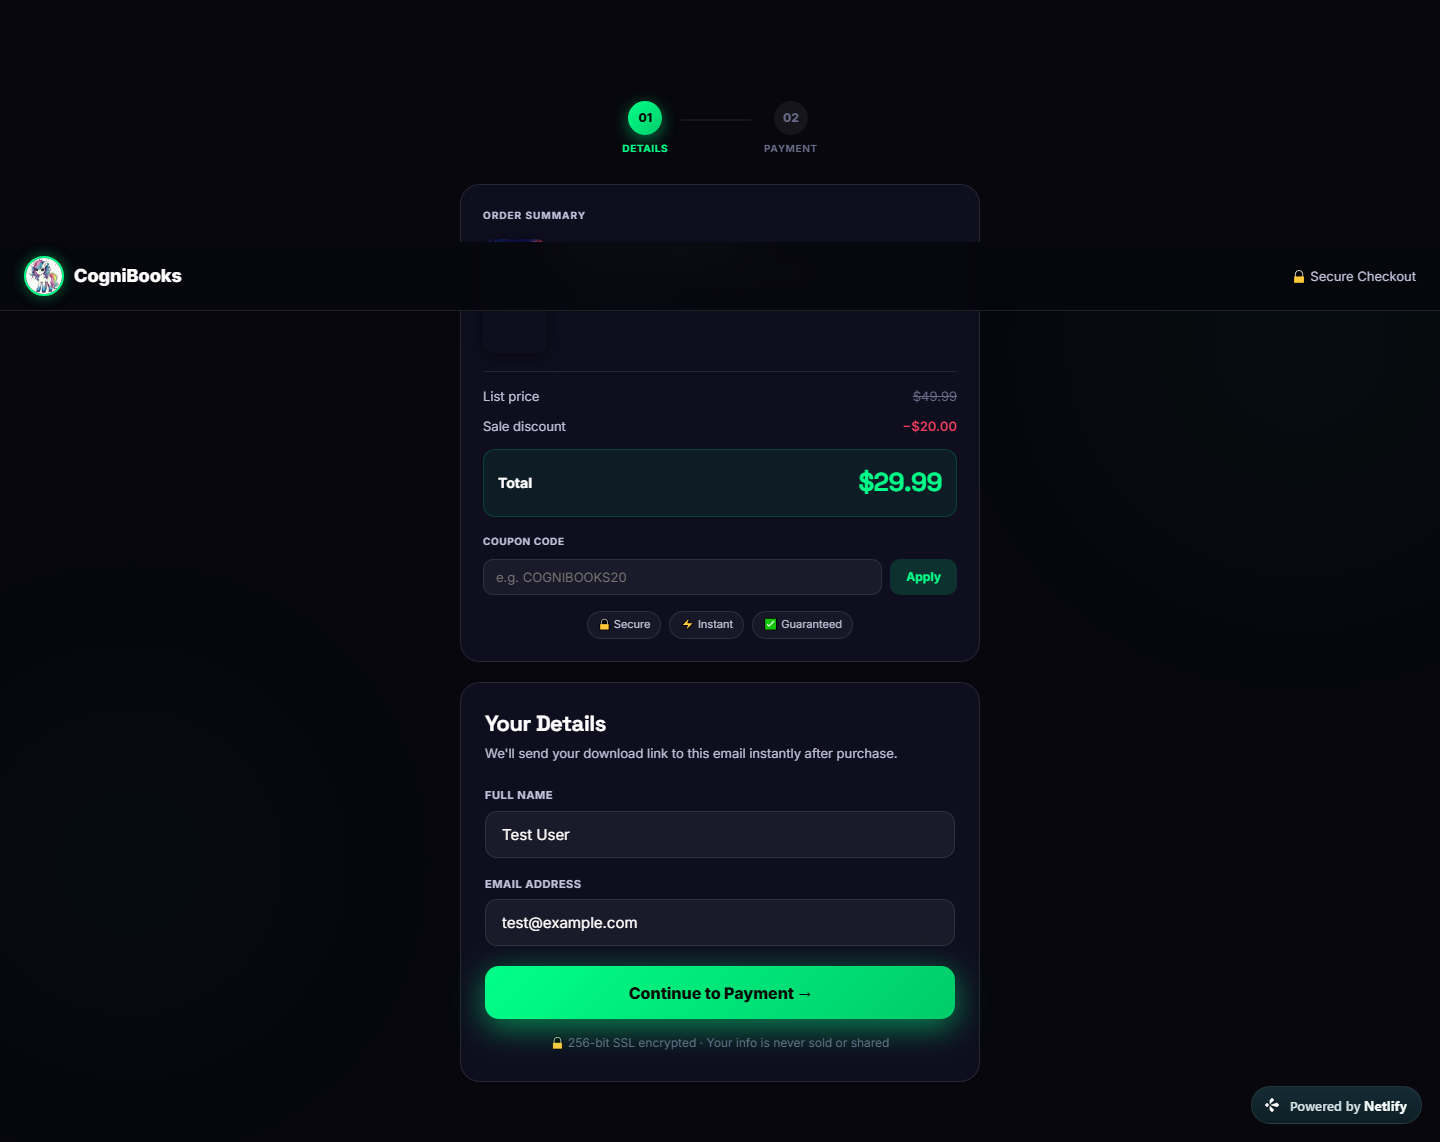 01
02
DETAILS
PAYMENT
ORDER SUMMARY
CogniBooks
Secure Checkout
List price
$49.99
Sale discount
−$20.00
Total
$29.99
COUPON CODE
e.g. COGNIBOOKS20
Apply
Secure
Instant
Guaranteed
Your Details
We'll send your download link to this email instantly after purchase.
FULL NAME
Test User
EMAIL ADDRESS
test@example.com
Continue to Payment →
256-bit SSL encrypted · Your info is never sold or shared
Powered by Netlify